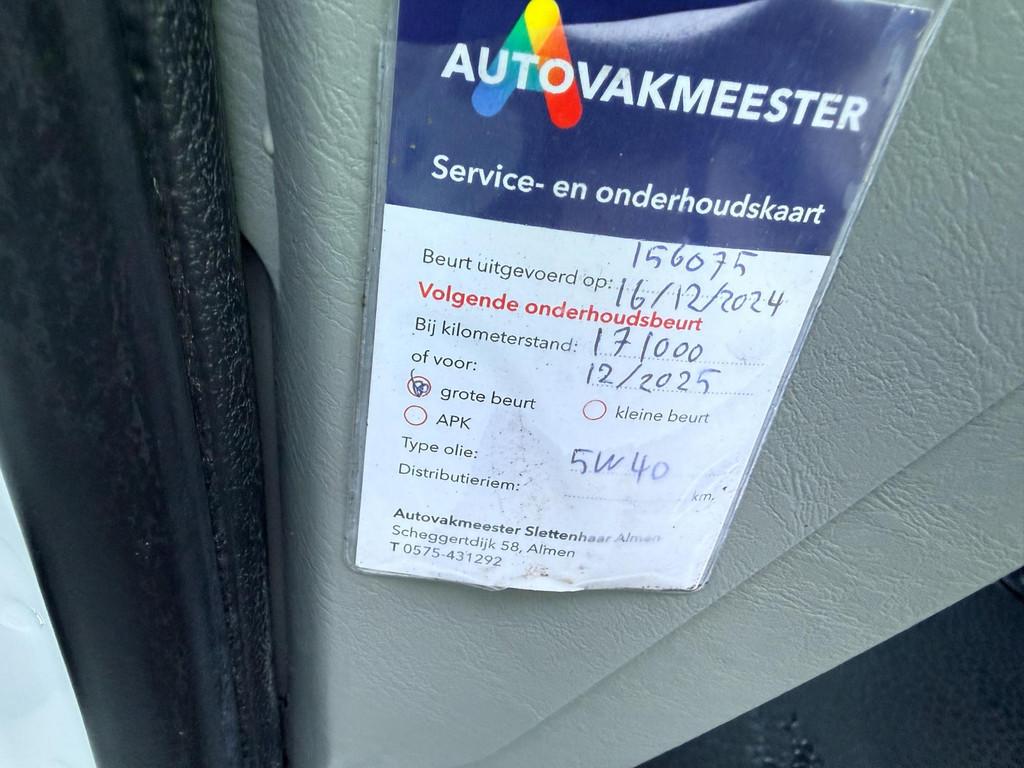 AUTOVAKMEESTER
Service- en onderhoudskaart
156075
Beurt uitgevoerd op: 16/12/2024
Volgende onderhoudsbeurt
Bij kilometerstand: 171000
of voor: 12/2025
grote beurt kleine beurt
APK
Type olie: 5W40
Distributieriem: km.
Autovakmeester Slettenhaar Almen
Scheggertdijk 58, Almen
T 0575-431292